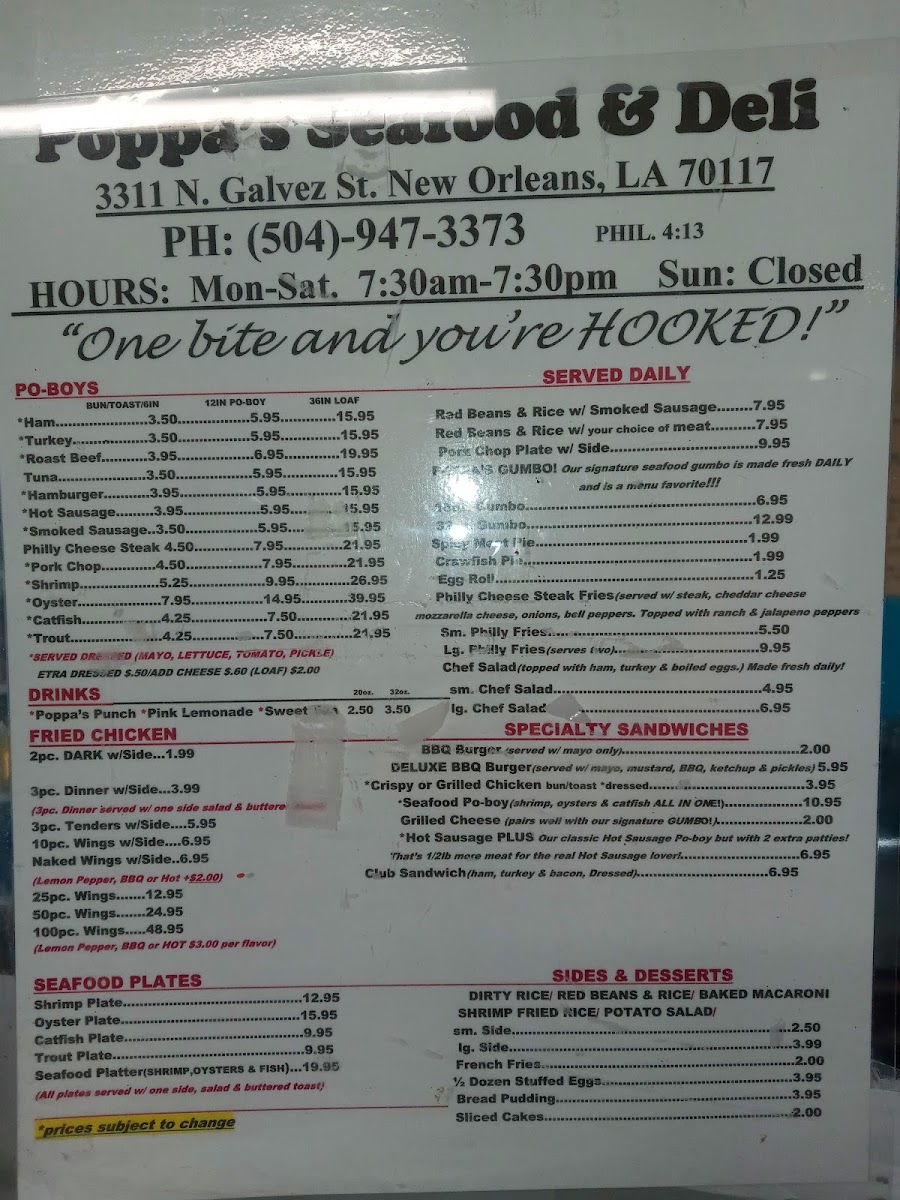 Poppa's Seafood & Deli
3311 N. Galvez St. New Orleans, LA 70117
PH: (504)-947-3373 PHIL. 4:13
HOURS: Mon-Sat. 7:30am-7:30pm Sun: Closed
"One bite and you're HOOKED!"
PO-BOYS
BUN/TOAST/6IN 12IN PO-BOY 36IN LOAF
*Ham 3.50 5.95 15.95
*Turkey 3.50 5.95 15.95
*Roast Beef 3.95 6.95 19.95
Tuna 3.50 5.95 15.95
*Hamburger 3.95 5.95 15.95
*Hot Sausage 3.95 5.95 15.95
*Smoked Sausage..3.50 5.95 15.95
Philly Cheese Steak 4.50 7.95 21.95
*Pork Chop 4.50 7.95 21.95
*Shrimp 5.25 9.95 26.95
*Oyster 7.95 14.95 39.95
*Catfish 4.25 7.50 21.95
*Trout 4.25 7.50 21.95
*SERVED DRESSED (MAYO, LETTUCE, TOMATO, PICKLE)
ETRA DRESSED $.50/ADD CHEESE $.60 (LOAF) $2.00
DRINKS 20oz. 32oz.
*Poppa's Punch *Pink Lemonade *Sweet 2.50 3.50
FRIED CHICKEN
2pc. DARK w/Side...1.99
3pc. Dinner w/Side...3.99
(3pc. Dinner served w/ one side salad & buttere
3pc. Tenders w/Side....5.95
10pc. Wings w/Side....6.95
Naked Wings w/Side..6.95
(Lemon Pepper, BBQ or Hot +$2.00)
25pc. Wings.......12.95
50pc. Wings.......24.95
100pc. Wings.....48.95
(Lemon Pepper, BBQ or HOT $3.00 per flavor)
SEAFOOD PLATES
Shrimp Plate 12.95
Oyster Plate 15.95
Catfish Plate 9.95
Trout Plate 9.95
Seafood Platter(SHRIMP,OYSTERS & FISH)...19.95
(All plates served w/ one side, salad & buttered toast)
*prices subject to change
SERVED DAILY
Red Beans & Rice w/ Smoked Sausage........7.95
Red Beans & Rice w/ your choice of meat 7.95
Pork Chop Plate w/ Side 9.95
POPPA'S GUMBO! Our signature seafood gumbo is made fresh DAILY
and is a menu favorite!!!
Gumbo 6.95
Gumbo 12.99
Spicy Meat Pie 1.99
Crawfish Pie 1.99
Egg Roll 1.25
Philly Cheese Steak Fries(served w/ steak, cheddar cheese
mozzarella cheese, onions, bell peppers. Topped with ranch & jalapeno peppers
Sm. Philly Fries 5.50
Lg. Philly Fries(serves two) 9.95
Chef Salad(topped with ham, turkey & boiled eggs.) Made fresh daily!
sm. Chef Salad 4.95
lg. Chef Salad 6.95
SPECIALTY SANDWICHES
BBQ Burger (served w/ mayo only) 2.00
DELUXE BBQ Burger(served w/ mayo, mustard, BBQ, ketchup & pickles) 5.95
*Crispy or Grilled Chicken bun/toast *dressed 3.95
*Seafood Po-boy(shrimp, oysters & catfish ALL IN ONE!) 10.95
Grilled Cheese (pairs well with our signature GUMBO!) 2.00
*Hot Sausage PLUS Our classic Hot Sausage Po-boy but with 2 extra patties!
That's 1/2lb more meat for the real Hot Sausage lover! 6.95
Club Sandwich(ham, turkey & bacon, Dressed) 6.95
SIDES & DESSERTS
DIRTY RICE/ RED BEANS & RICE/ BAKED MACARONI
SHRIMP FRIED RICE/ POTATO SALAD/
sm. Side 2.50
lg. Side 3.99
French Fries 2.00
½ Dozen Stuffed Eggs 3.95
Bread Pudding 3.95
Sliced Cakes 2.00